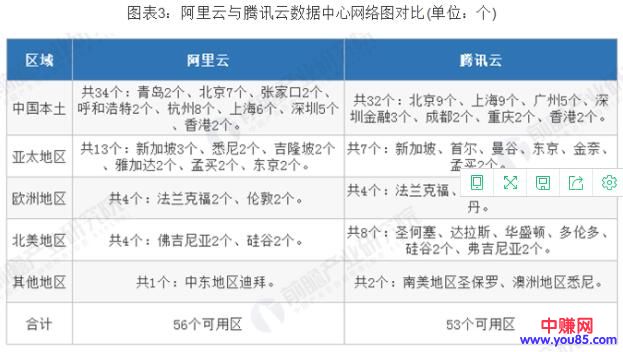 图表3：阿里云与腾讯云数据中心网络图对比(单位：个)
区域 阿里云 腾讯云
中国本土
共34个：青岛2个、北京7个、张家口2个、
呼和浩特2个、杭州8个、上海6个、深圳5个
、香港2个。
共32个：北京9个、上海9个、广州5个、深
圳金融3个、成都2个、重庆2个、香港2个。
亚太地区
共13个：新加坡3个、悉尼2个、吉隆坡2个
、雅加达2个、孟买2个、东京2个。
共7个：新加坡、首尔、曼谷、东京、金奈、
孟买2个。
欧洲地区
共4个：法兰克福2个、伦敦2个。
共4个：法兰克福、
丹。
北美地区
共4个：佛吉尼亚2个、硅谷2个。
共8个：圣何塞、达拉斯、华盛顿、多伦多、
硅谷2个、弗吉尼亚2个。
其他地区
共1个：中东地区迪拜。
共2个：南美地区圣保罗、澳洲地区悉尼。
合计 56个可用区 53个可用区
前瞻产业研究院
中赚网
www.you85.com